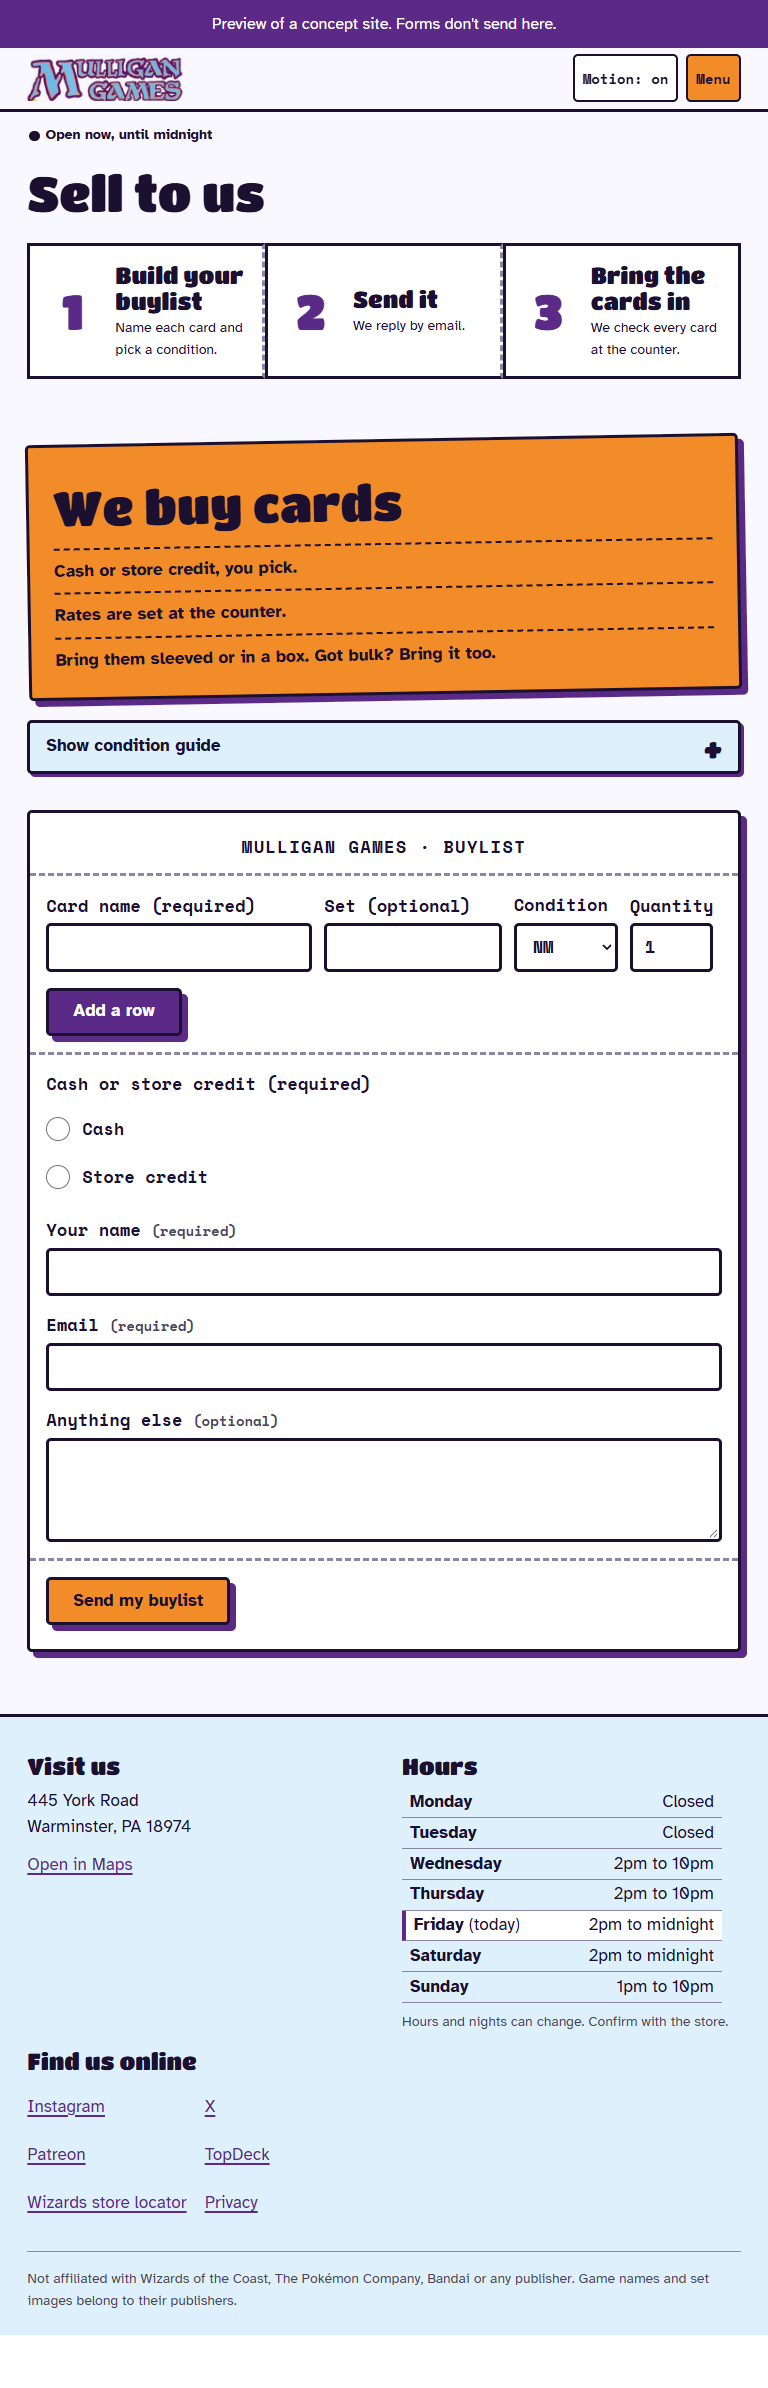 Preview of a concept site. Forms don't send here.
MULLIGAN GAMES
Motion: on
Menu
Open now, until midnight
Sell to us
1
Build your
buylist
Name each card and
pick a condition.
2
Send it
We reply by email.
3
Bring the
cards in
We check every card
at the counter.
We buy cards
Cash or store credit, you pick.
Rates are set at the counter.
Bring them sleeved or in a box. Got bulk? Bring it too.
Show condition guide
MULLIGAN GAMES · BUYLIST
Card name (required)
Set (optional)
Condition
Quantity
NM
1
Add a row
Cash or store credit (required)
Cash
Store credit
Your name (required)
Email (required)
Anything else (optional)
Send my buylist
Visit us
445 York Road
Warminster, PA 18974
Open in Maps
Hours
Monday Closed
Tuesday Closed
Wednesday 2pm to 10pm
Thursday 2pm to 10pm
Friday (today) 2pm to midnight
Saturday 2pm to midnight
Sunday 1pm to 10pm
Hours and nights can change. Confirm with the store.
Find us online
Instagram
X
Patreon
TopDeck
Wizards store locator
Privacy
Not affiliated with Wizards of the Coast, The Pokémon Company, Bandai or any publisher. Game names and set
images belong to their publishers.